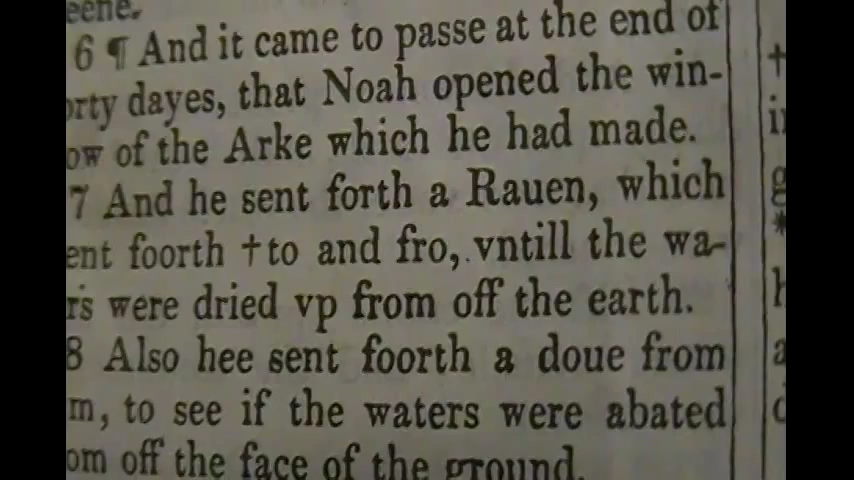 eene.
6 ¶ And it came to passe at the end of
orty dayes, that Noah opened the win-
ow of the Arke which he had made.
7 And he sent forth a Rauen, which
ent foorth †to and fro, vntill the wa-
rs were dried vp from off the earth.
8 Also hee sent foorth a doue from
m, to see if the waters were abated
om off the face of the ground.